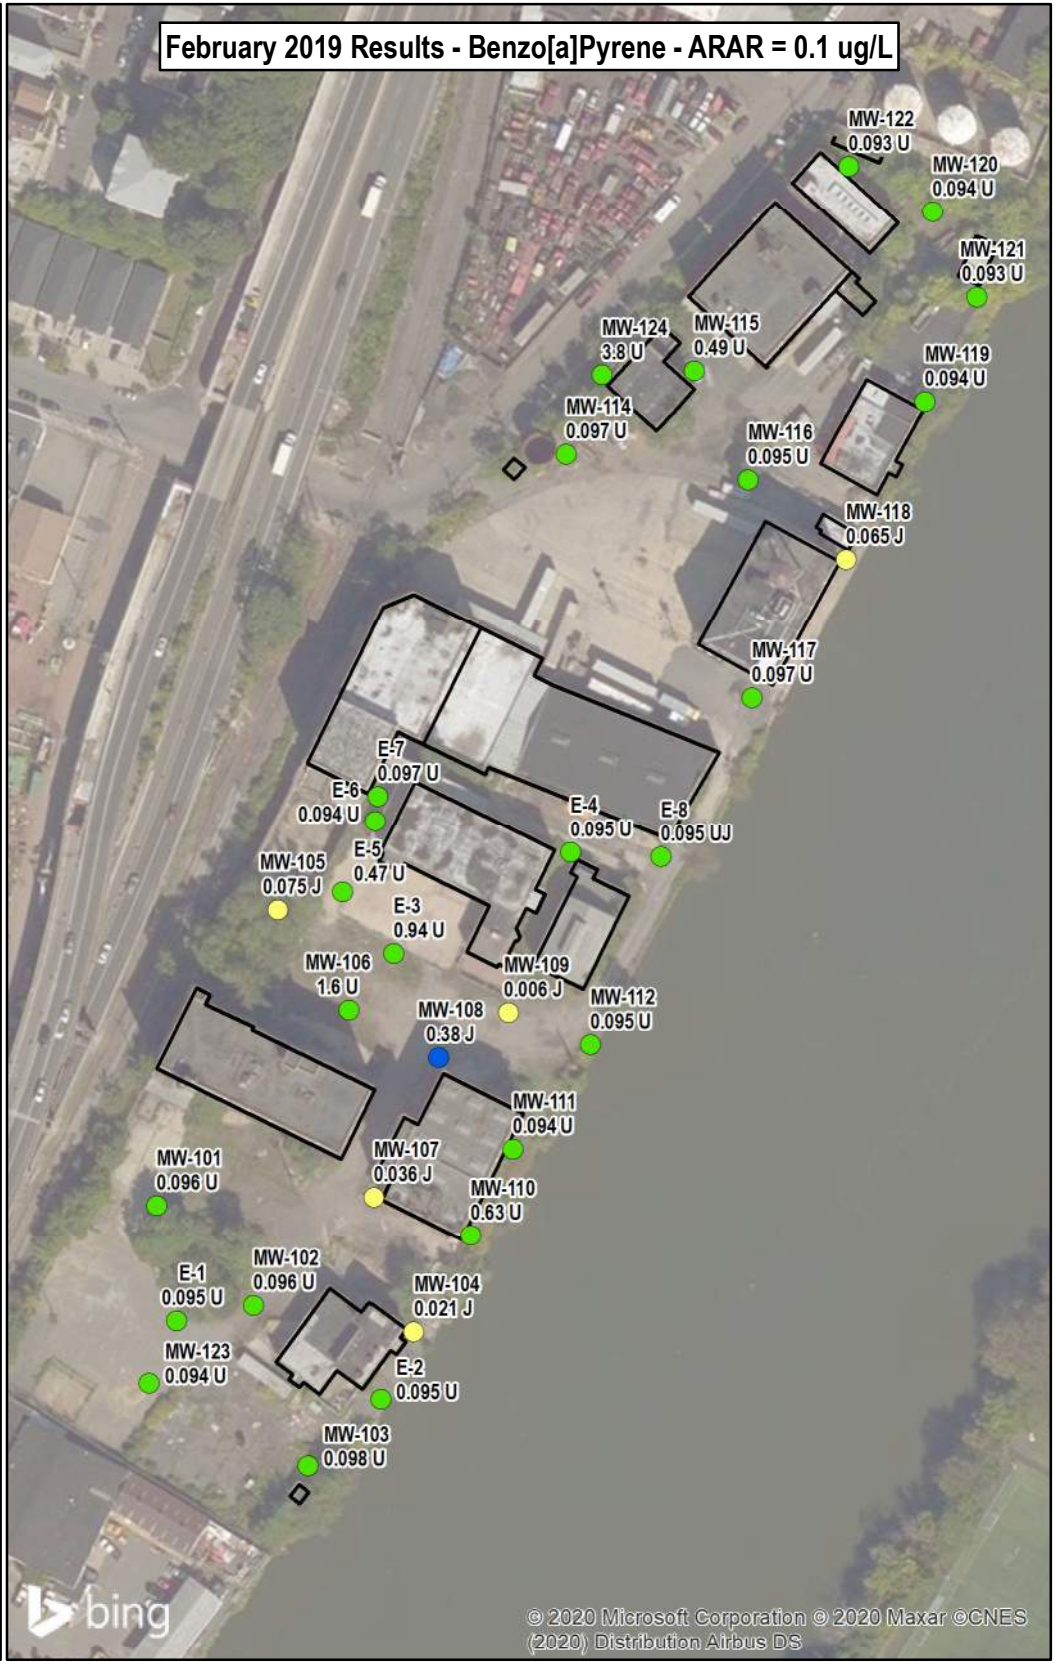 February 2019 Results - Benzo[a]Pyrene - ARAR = 0.1 ug/L
MW-122
0.093 U
MW-120
0.094 U
MW-121
0.093 U
MW-124
3.8 U
MW-115
0.49 U
MW-119
0.094 U
MW-114
0.097 U
MW-116
0.095 U
MW-118
0.065 J
MW-117
0.097 U
E-7
0.097 U
E-6
0.094 U
E-4
0.095 U
E-8
0.095 UJ
E-5
0.47 U
MW-105
0.075 J
E-3
0.94 U
MW-106
1.6 U
MW-109
0.006 J
MW-108
0.38 J
MW-112
0.095 U
MW-111
0.094 U
MW-107
0.036 J
MW-101
0.096 U
MW-110
0.63 U
MW-102
0.096 U
E-1
0.095 U
MW-104
0.021 J
MW-123
0.094 U
E-2
0.095 U
MW-103
0.098 U
bing
© 2020 Microsoft Corporation © 2020 Maxar ©CNES
(2020) Distribution Airbus DS